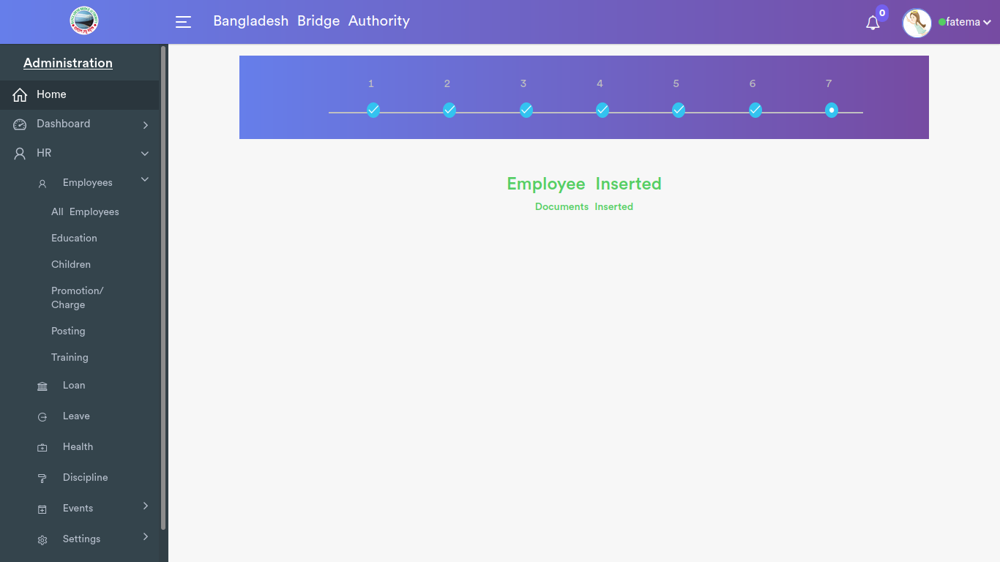 Bangladesh Bridge Authority
0
fatema
Administration
Home
Dashboard
HR
Employees
All Employees
Education
Children
Promotion/
Charge
Posting
Training
Loan
Leave
Health
Discipline
Events
Settings
1 2 3 4 5 6 7
Employee Inserted
Documents Inserted